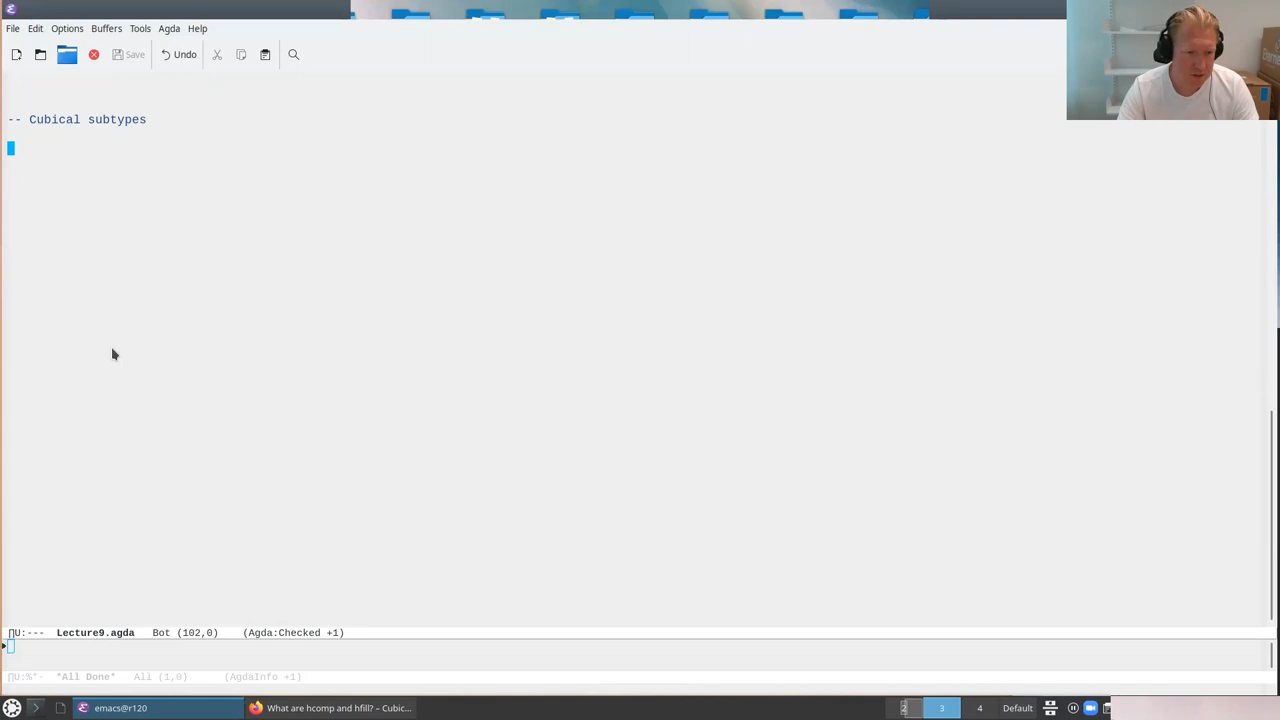 File Edit Options Buffers Tools Agda Help
Save Undo
-- Cubical subtypes
∏U:--- Lecture9.agda Bot (102,0) (Agda:Checked +1)
∏U:%*- *All Done* All (1,0) (AgdaInfo +1)
emacs@r120 What are hcomp and hfill? – Cubic... 2 3 4 Default